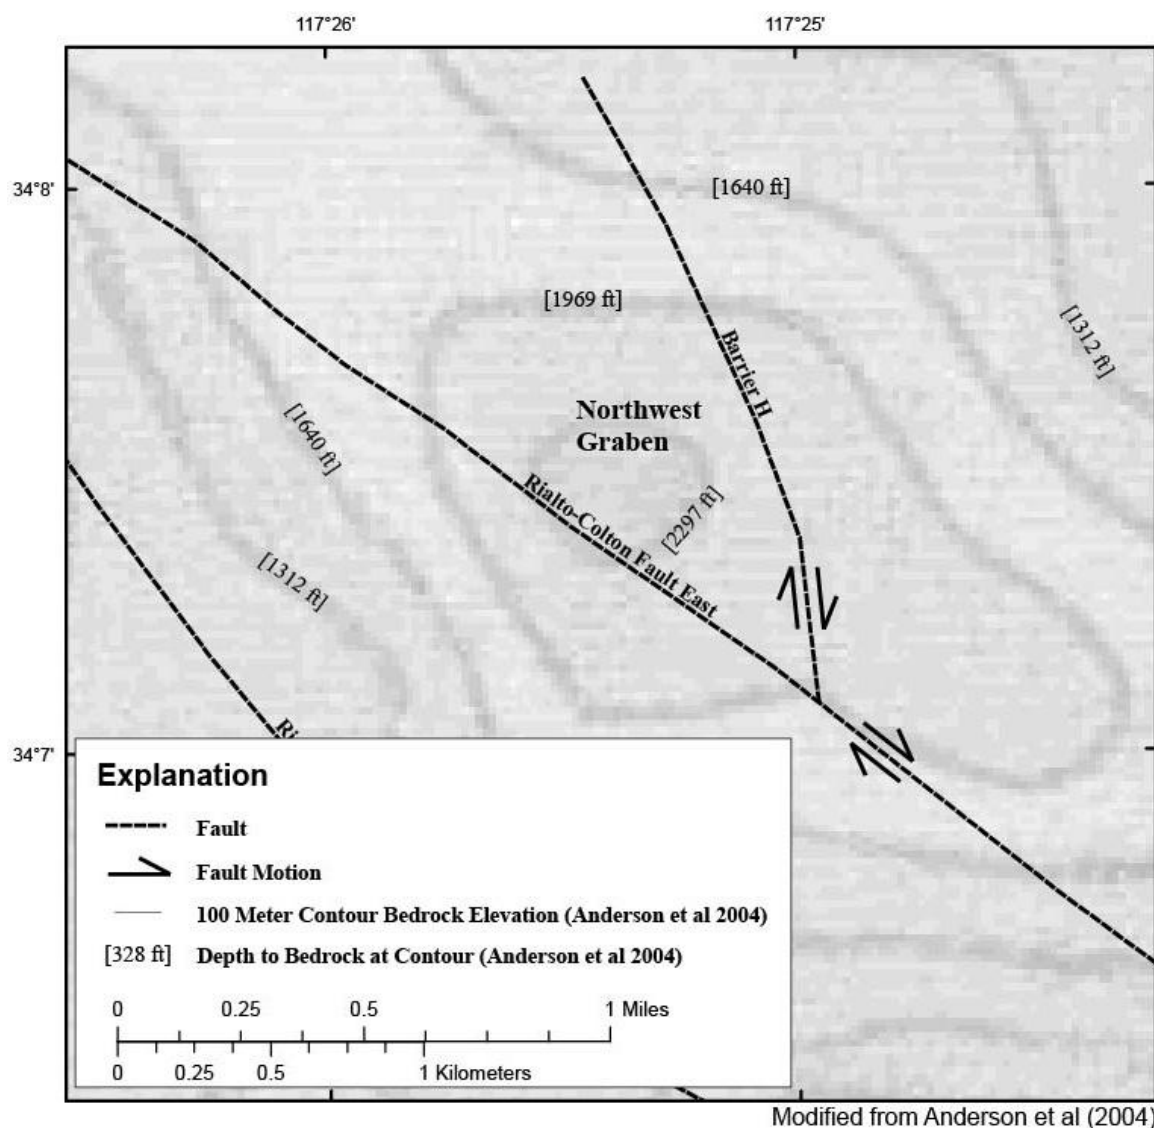 117°26'
117°25'
34°8'
[1640 ft]
[1969 ft]
[1312 ft]
Barrier H
Northwest
Graben
[1640 ft]
Rialto-Colton Fault East
[2297 ft]
[1312 ft]
34°7'
Ri
Explanation
Fault
Fault Motion
100 Meter Contour Bedrock Elevation (Anderson et al 2004)
[328 ft] Depth to Bedrock at Contour (Anderson et al 2004)
0 0.25 0.5 1 Miles
0 0.25 0.5 1 Kilometers
Modified from Anderson et al (2004)